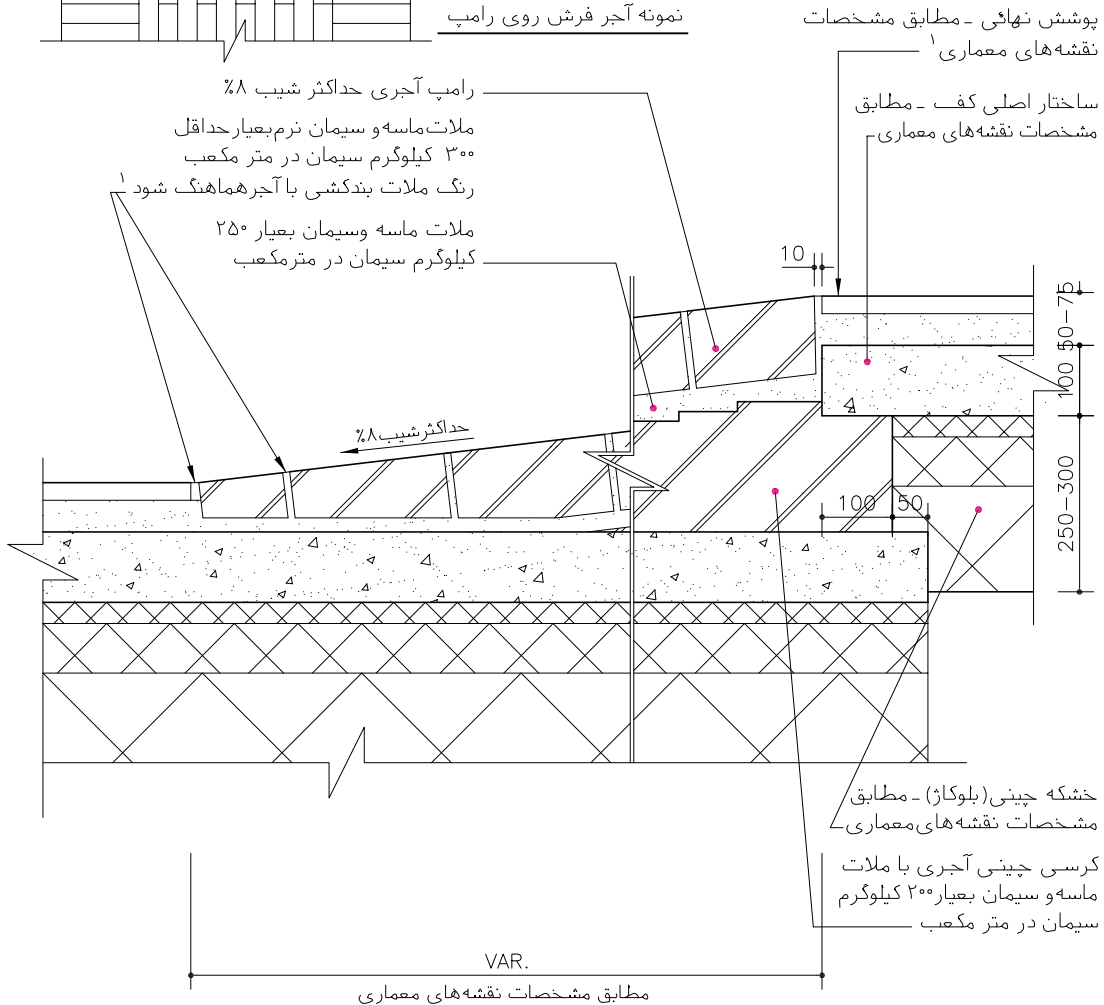 نمونه آجر فرش روی رامپ
پوشش نهائی - مطابق مشخصات
نقشه‌های معماری ۱
ساختار اصلی کف - مطابق
مشخصات نقشه‌های معماری
رامپ آجری حداکثر شیب ۸%
ملات ماسه و سیمان نرم بعیار حداقل
۳۰۰ کیلوگرم سیمان در متر مکعب
رنگ ملات بندکشی با آجر هماهنگ شود ۱
ملات ماسه و سیمان بعیار ۲۵۰
کیلوگرم سیمان در متر مکعب
10
50-75
100
250-300
حداکثر شیب ۸%
100
50
خشکه چینی (بلوکاژ) - مطابق
مشخصات نقشه‌های معماری
کرسی چینی آجری با ملات
ماسه و سیمان بعیار ۲۰۰ کیلوگرم
سیمان در متر مکعب
VAR.
مطابق مشخصات نقشه‌های معماری